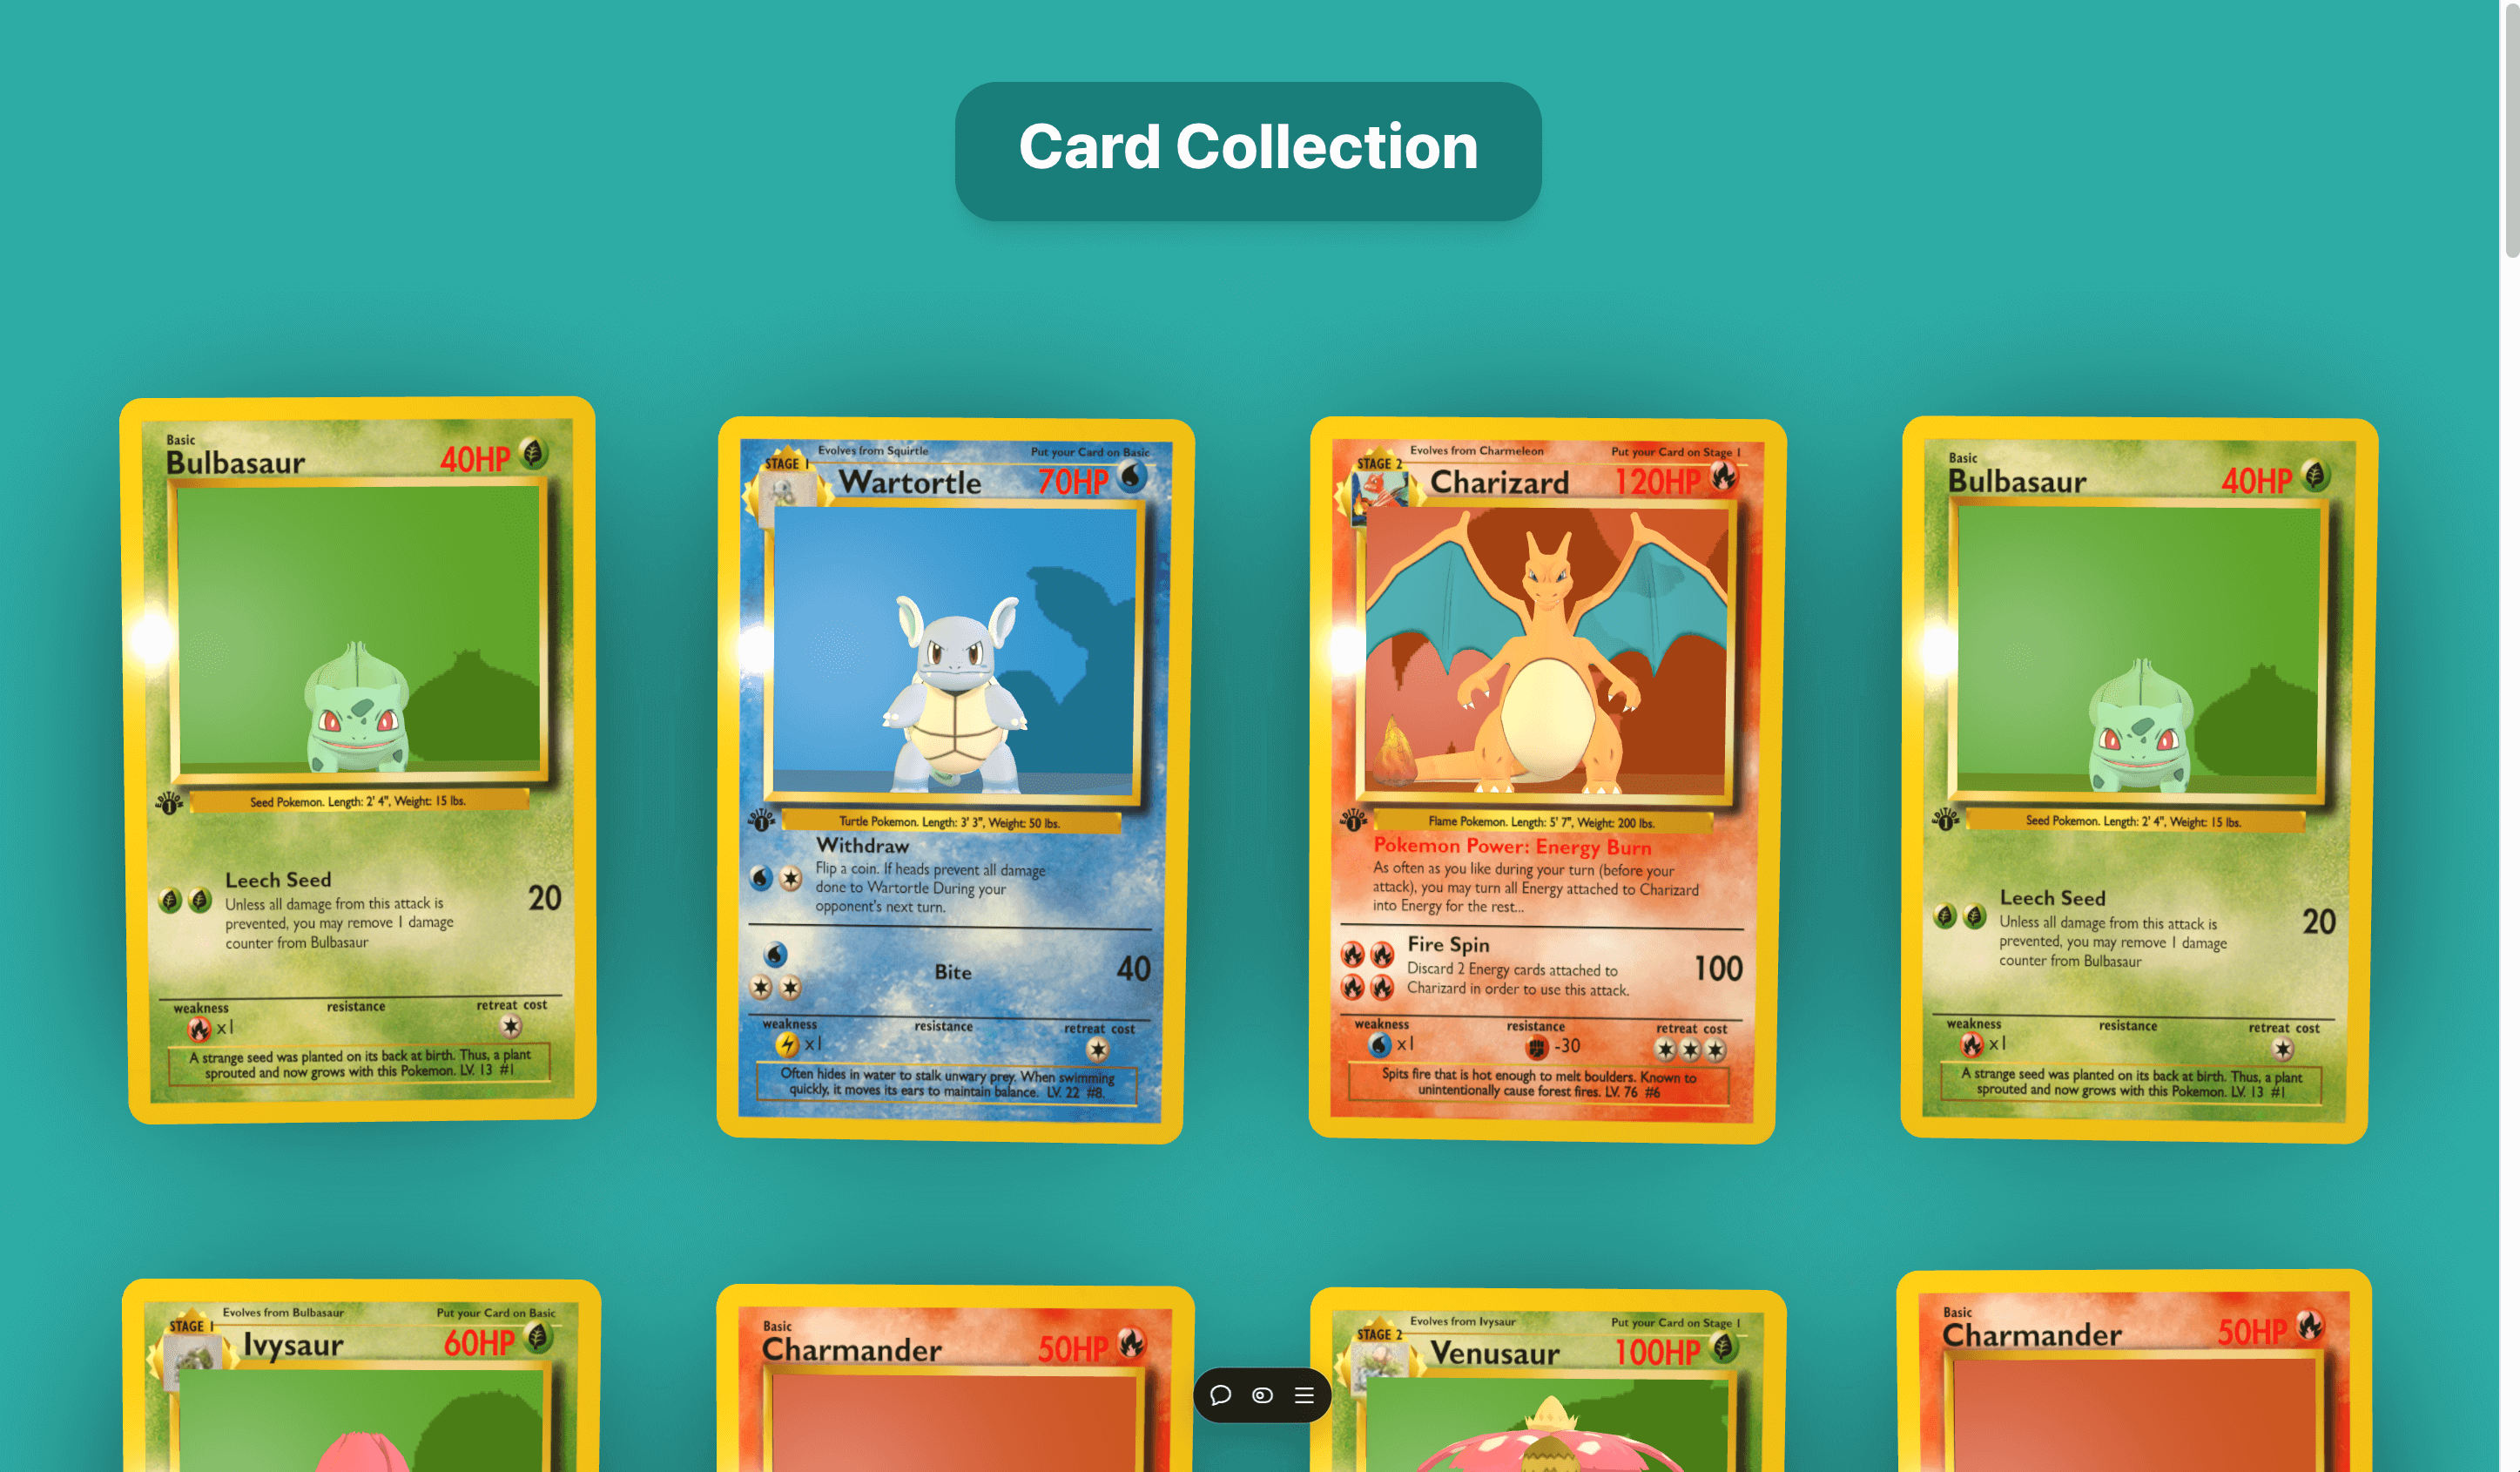 Card Collection
Basic
Bulbasaur 40HP
EDITION 1
Seed Pokemon. Length: 2' 4", Weight: 15 lbs.
Leech Seed
Unless all damage from this attack is
prevented, you may remove 1 damage
counter from Bulbasaur
20
weakness resistance retreat cost
x1
A strange seed was planted on its back at birth. Thus, a plant
sprouted and now grows with this Pokemon. LV. 13 #1
Evolves from Squirtle Put your Card on Basic
STAGE 1
Wartortle 70HP
EDITION 1
Turtle Pokemon. Length: 3' 3", Weight: 50 lbs.
Withdraw
Flip a coin. If heads prevent all damage
done to Wartortle During your
opponent's next turn.
Bite 40
weakness resistance retreat cost
x1
Often hides in water to stalk unwary prey. When swimming
quickly, it moves its ears to maintain balance. LV. 22 #8.
Evolves from Charmeleon Put your Card on Stage 1
STAGE 2
Charizard 120HP
EDITION 1
Flame Pokemon. Length: 5' 7", Weight: 200 lbs.
Pokemon Power: Energy Burn
As often as you like during your turn (before your
attack), you may turn all Energy attached to Charizard
into Energy for the rest...
Fire Spin
Discard 2 Energy cards attached to
Charizard in order to use this attack.
100
weakness resistance retreat cost
x1 -30
Spits fire that is hot enough to melt boulders. Known to
unintentionally cause forest fires. LV. 76 #6
Basic
Bulbasaur 40HP
EDITION 1
Seed Pokemon. Length: 2' 4", Weight: 15 lbs.
Leech Seed
Unless all damage from this attack is
prevented, you may remove 1 damage
counter from Bulbasaur
20
weakness resistance retreat cost
x1
A strange seed was planted on its back at birth. Thus, a plant
sprouted and now grows with this Pokemon. LV. 13 #1
Evolves from Bulbasaur Put your Card on Basic
STAGE 1
Ivysaur 60HP
Basic
Charmander 50HP
Evolves from Ivysaur Put your Card on Stage 1
STAGE 2
Venusaur 100HP
Basic
Charmander 50HP